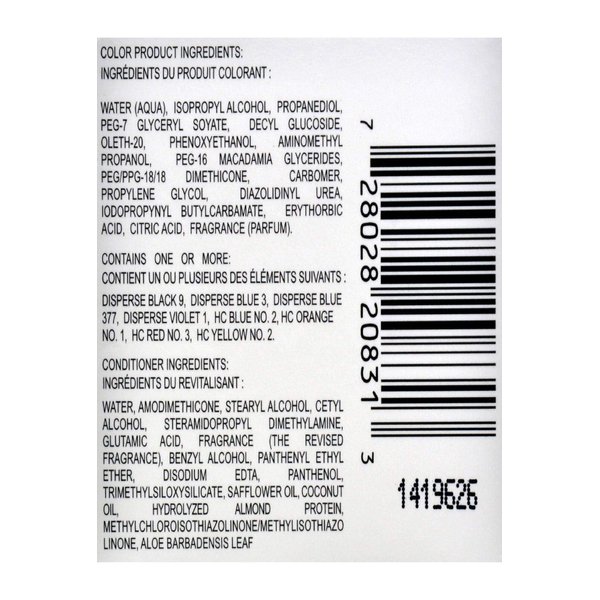 COLOR PRODUCT INGREDIENTS:
INGRÉDIENTS DU PRODUIT COLORANT :
WATER (AQUA), ISOPROPYL ALCOHOL, PROPANEDIOL,
PEG-7 GLYCERYL SOYATE, DECYL GLUCOSIDE,
OLETH-20, PHENOXYETHANOL, AMINOMETHYL
PROPANOL, PEG-16 MACADAMIA GLYCERIDES,
PEG/PPG-18/18 DIMETHICONE, CARBOMER,
PROPYLENE GLYCOL, DIAZOLIDINYL UREA,
IODOPROPYNYL BUTYLCARBAMATE, ERYTHORBIC
ACID, CITRIC ACID, FRAGRANCE (PARFUM).
CONTAINS ONE OR MORE:
CONTIENT UN OU PLUSIEURS DES ÉLÉMENTS SUIVANTS :
DISPERSE BLACK 9, DISPERSE BLUE 3, DISPERSE BLUE
377, DISPERSE VIOLET 1, HC BLUE NO. 2, HC ORANGE
NO. 1, HC RED NO. 3, HC YELLOW NO. 2.
CONDITIONER INGREDIENTS:
INGRÉDIENTS DU REVITALISANT :
WATER, AMODIMETHICONE, STEARYL ALCOHOL, CETYL
ALCOHOL, STERAMIDOPROPYL DIMETHYLAMINE,
GLUTAMIC ACID, FRAGRANCE (THE REVISED
FRAGRANCE), BENZYL ALCOHOL, PANTHENYL ETHYL
ETHER, DISODIUM EDTA, PANTHENOL,
TRIMETHYLSILOXYSILICATE, SAFFLOWER OIL, COCONUT
OIL, HYDROLYZED ALMOND PROTEIN,
METHYLCHLOROISOTHIAZOLINONE/METHYLISOTHIAZO
LINONE, ALOE BARBADENSIS LEAF
7 28028 20831 3
1419626